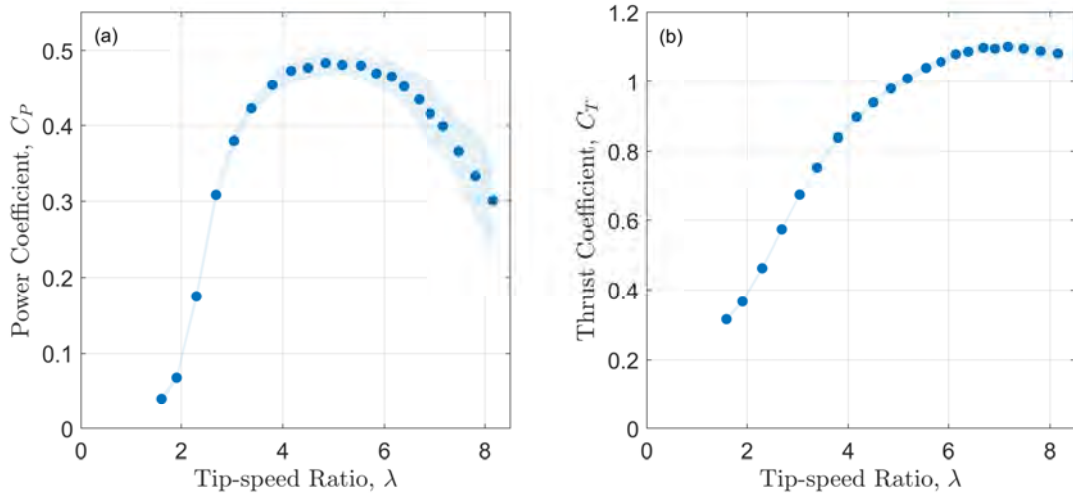 (a)
0.5
0.4
0.3
0.2
0.1
0
0 2 4 6 8
Power Coefficient, C_P
Tip-speed Ratio, λ
(b)
1.2
1
0.8
0.6
0.4
0.2
0
0 2 4 6 8
Thrust Coefficient, C_T
Tip-speed Ratio, λ